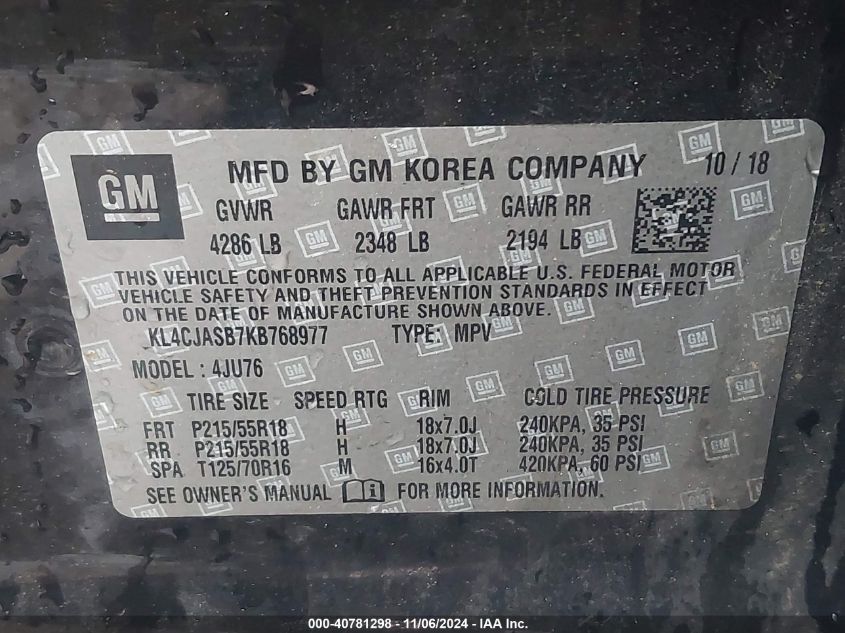 GM MFD BY GM KOREA COMPANY 10 / 18
GVWR GAWR FRT GAWR RR
4286 LB 2348 LB 2194 LB
THIS VEHICLE CONFORMS TO ALL APPLICABLE U.S. FEDERAL MOTOR
VEHICLE SAFETY AND THEFT PREVENTION STANDARDS IN EFFECT
ON THE DATE OF MANUFACTURE SHOWN ABOVE.
KL4CJASB7KB768977 TYPE: MPV
MODEL : 4JU76
TIRE SIZE SPEED RTG RIM COLD TIRE PRESSURE
FRT P215/55R18 H 18x7.0J 240KPA, 35 PSI
RR P215/55R18 H 18x7.0J 240KPA, 35 PSI
SPA T125/70R16 M 16x4.0T 420KPA, 60 PSI
SEE OWNER'S MANUAL FOR MORE INFORMATION.
000-40781298 - 11/06/2024 - IAAI.COM